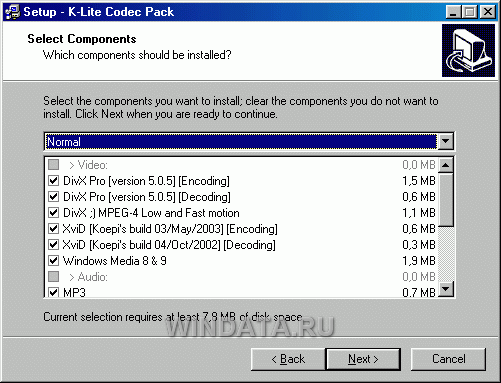 Setup - K-Lite Codec Pack
Select Components
Which components should be installed?
Select the components you want to install; clear the components you do not want to
install. Click Next when you are ready to continue.
Normal
> Video: 0,0 MB
DivX Pro [version 5.0.5] [Encoding] 1,5 MB
DivX Pro [version 5.0.5] [Decoding] 0,6 MB
DivX ;) MPEG-4 Low and Fast motion 1,1 MB
XviD [Koepi's build 03/May/2003] [Encoding] 0,6 MB
XviD [Koepi's build 04/Oct/2002] [Decoding] 0,3 MB
Windows Media 8 & 9 1,9 MB
> Audio: 0,0 MB
MP3 0,7 MB
Current selection requires at least 7,9 MB of disk space.
WINDATA.RU
< Back
Next >
Cancel